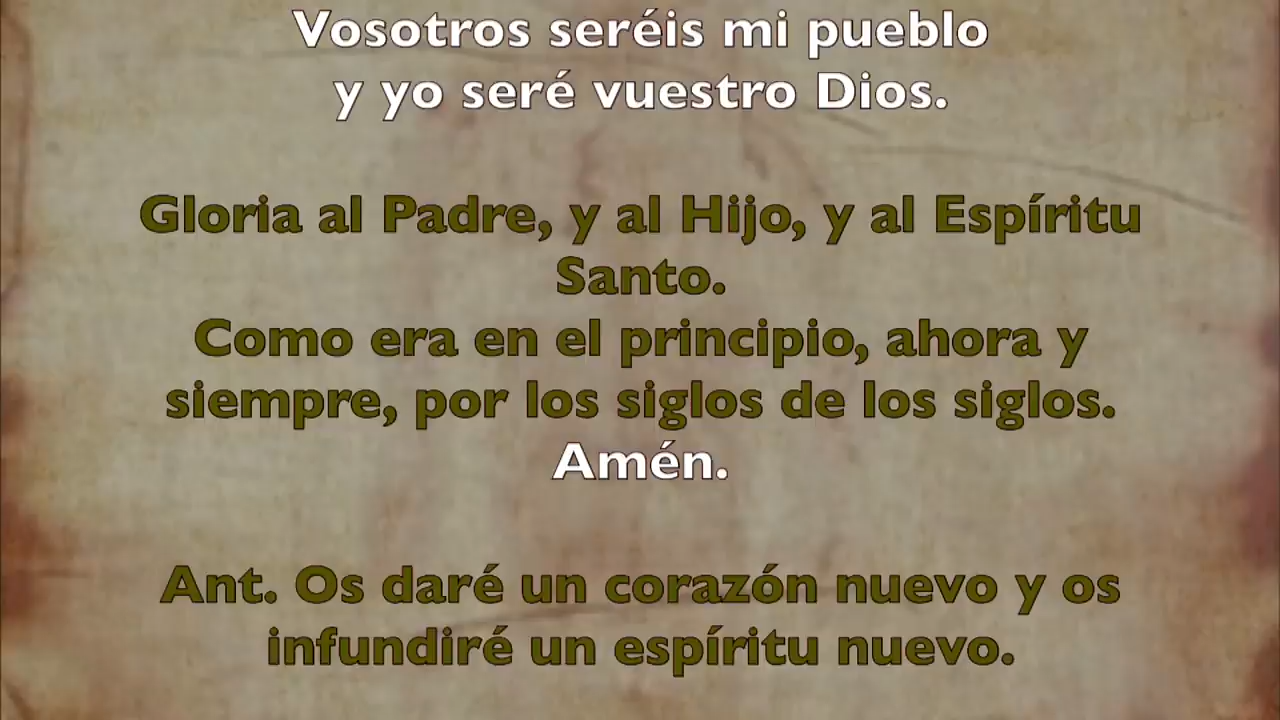 Vosotros seréis mi pueblo
y yo seré vuestro Dios.
Gloria al Padre, y al Hijo, y al Espíritu
Santo.
Como era en el principio, ahora y
siempre, por los siglos de los siglos.
Amén.
Ant. Os daré un corazón nuevo y os
infundiré un espíritu nuevo.